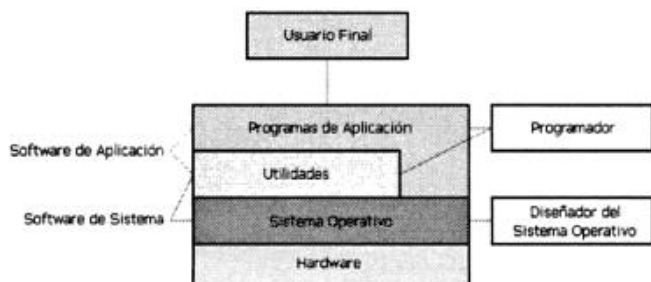 Usuario Final
Programas de Aplicación
Programador
Software de Aplicación
Utilidades
Software de Sistema
Sistema Operativo
Diseñador del
Sistema Operativo
Hardware